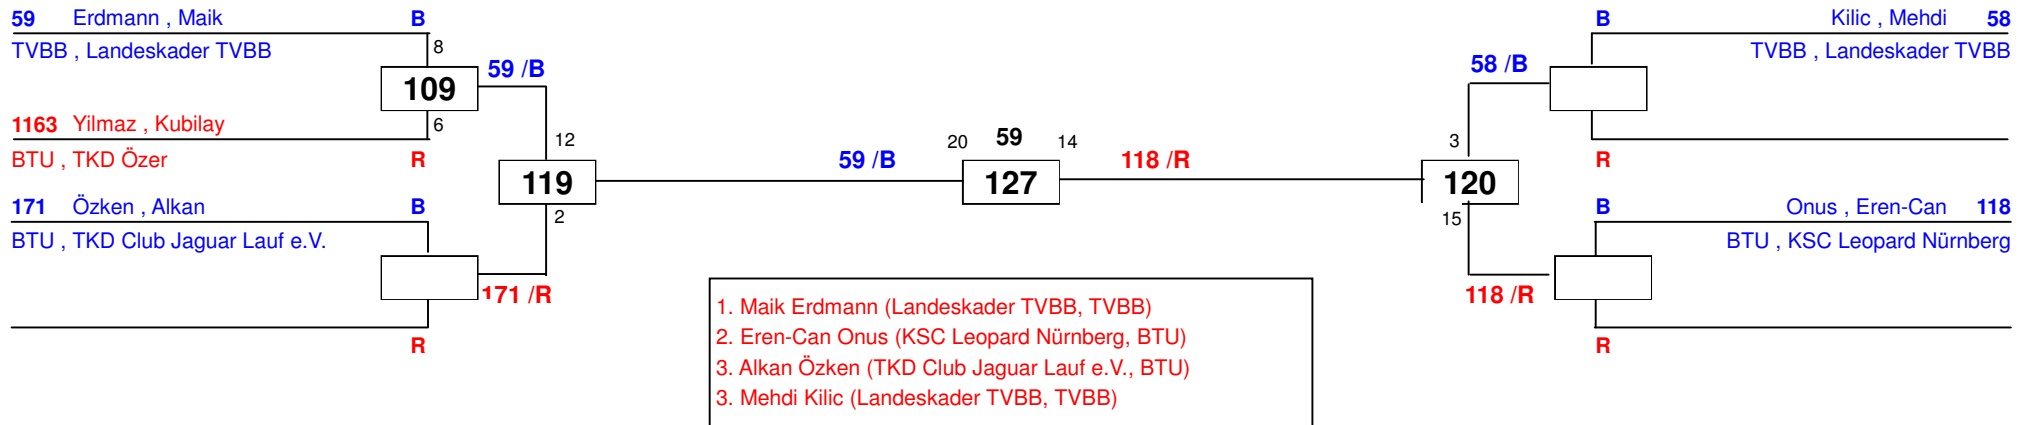 59 Erdmann , Maik B
TVBB , Landeskader TVBB
8
109
59 /B
1163 Yilmaz , Kubilay
6
BTU , TKD Özer R
12
119
2
171 Özken , Alkan B
BTU , TKD Club Jaguar Lauf e.V.
171 /R
R
59 /B
20 59 14
127
118 /R
B Kilic , Mehdi 58
TVBB , Landeskader TVBB
58 /B
R
3
120
15
B Onus , Eren-Can 118
BTU , KSC Leopard Nürnberg
118 /R
R
1. Maik Erdmann (Landeskader TVBB, TVBB)
2. Eren-Can Onus (KSC Leopard Nürnberg, BTU)
3. Alkan Özken (TKD Club Jaguar Lauf e.V., BTU)
3. Mehdi Kilic (Landeskader TVBB, TVBB)